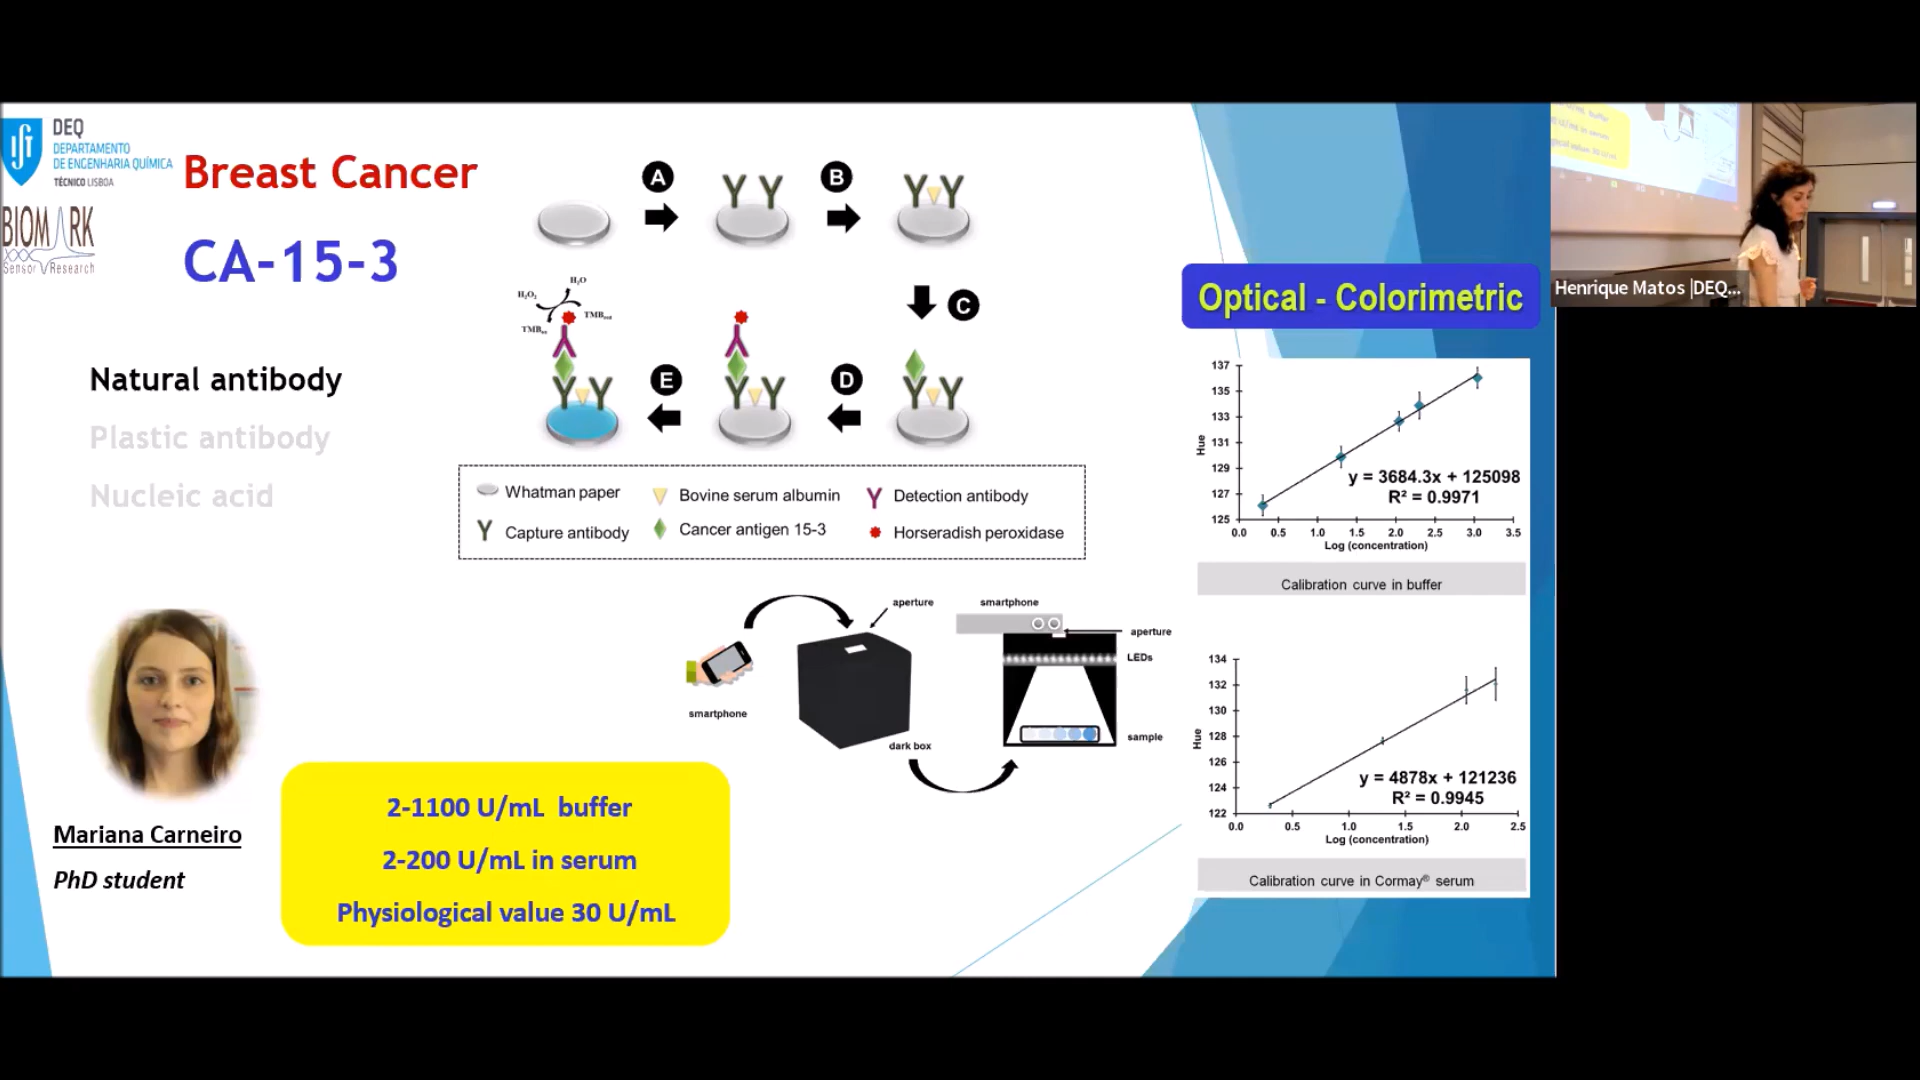 DEQ
DEPARTAMENTO
DE ENGENHARIA QUÍMICA
TÉCNICO LISBOA
BIOMARK
Sensor Research
Breast Cancer
CA-15-3
Natural antibody
Plastic antibody
Nucleic acid
A
B
C
D
E
H₂O₂
H₂O
TMB
TMB
Whatman paper
Bovine serum albumin
Detection antibody
Capture antibody
Cancer antigen 15-3
Horseradish peroxidase
smartphone
aperture
dark box
smartphone
aperture
LEDs
sample
Mariana Carneiro
PhD student
2-1100 U/mL buffer
2-200 U/mL in serum
Physiological value 30 U/mL
Optical - Colorimetric
137
135
133
131
129
127
125
Hue
0.0 0.5 1.0 1.5 2.0 2.5 3.0 3.5
Log (concentration)
y = 3684.3x + 125098
R² = 0.9971
Calibration curve in buffer
134
132
130
128
126
124
122
Hue
0.0 0.5 1.0 1.5 2.0 2.5
Log (concentration)
y = 4878x + 121236
R² = 0.9945
Calibration curve in Cormay® serum
Henrique Matos |DEQ...